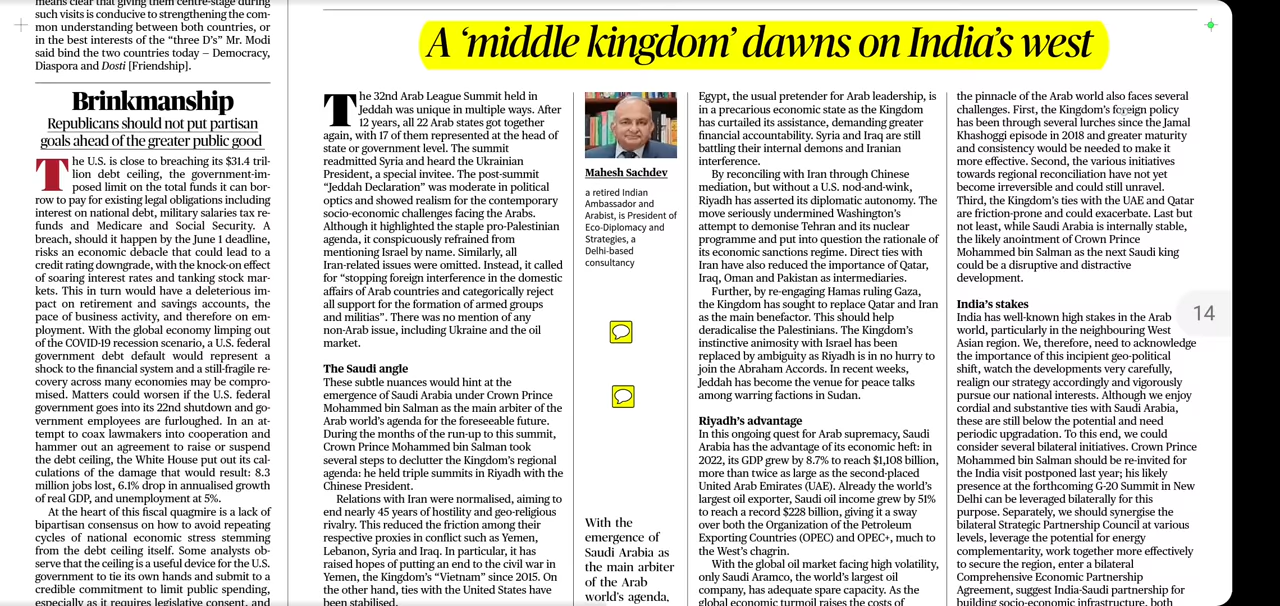 means clear that giving them centre-stage during
such visits is conducive to strengthening the com-
mon understanding between both countries, or
in the best interests of the “three D’s” Mr. Modi
said bind the two countries today – Democracy,
Diaspora and Dosti [Friendship].
Brinkmanship
Republicans should not put partisan
goals ahead of the greater public good
The U.S. is close to breaching its $31.4 tril-
lion debt ceiling, the government-im-
posed limit on the total funds it can bor-
row to pay for existing legal obligations including
interest on national debt, military salaries tax re-
funds and Medicare and Social Security. A
breach, should it happen by the June 1 deadline,
risks an economic debacle that could lead to a
credit rating downgrade, with the knock-on effect
of soaring interest rates and tanking stock mar-
kets. This in turn would have a deleterious im-
pact on retirement and savings accounts, the
pace of business activity, and therefore on em-
ployment. With the global economy limping out
of the COVID-19 recession scenario, a U.S. federal
government debt default would represent a
shock to the financial system and a still-fragile re-
covery across many economies may be compro-
mised. Matters could worsen if the U.S. federal
government goes into its 22nd shutdown and go-
vernment employees are furloughed. In an at-
tempt to coax lawmakers into cooperation and
hammer out an agreement to raise or suspend
the debt ceiling, the White House put out its cal-
culations of the damage that would result: 8.3
million jobs lost, 6.1% drop in annualised growth
of real GDP, and unemployment at 5%.
At the heart of this fiscal quagmire is a lack of
bipartisan consensus on how to avoid repeating
cycles of national economic stress stemming
from the debt ceiling itself. Some analysts ob-
serve that the ceiling is a useful device for the U.S.
government to tie its own hands and submit to a
credible commitment to limit public spending,
especially as it requires legislative consent, and
A ‘middle kingdom’ dawns on India’s west
The 32nd Arab League Summit held in
Jeddah was unique in multiple ways. After
12 years, all 22 Arab states got together
again, with 17 of them represented at the head of
state or government level. The summit
readmitted Syria and heard the Ukrainian
President, a special invitee. The post-summit
“Jeddah Declaration” was moderate in political
optics and showed realism for the contemporary
socio-economic challenges facing the Arabs.
Although it highlighted the staple pro-Palestinian
agenda, it conspicuously refrained from
mentioning Israel by name. Similarly, all
Iran-related issues were omitted. Instead, it called
for “stopping foreign interference in the domestic
affairs of Arab countries and categorically reject
all support for the formation of armed groups
and militias”. There was no mention of any
non-Arab issue, including Ukraine and the oil
market.
The Saudi angle
These subtle nuances would hint at the
emergence of Saudi Arabia under Crown Prince
Mohammed bin Salman as the main arbiter of the
Arab world’s agenda for the foreseeable future.
During the months of the run-up to this summit,
Crown Prince Mohammed bin Salman took
several steps to declutter the Kingdom’s regional
agenda: he held triple summits in Riyadh with the
Chinese President.
Relations with Iran were normalised, aiming to
end nearly 45 years of hostility and geo-religious
rivalry. This reduced the friction among their
respective proxies in conflict such as Yemen,
Lebanon, Syria and Iraq. In particular, it has
raised hopes of putting an end to the civil war in
Yemen, the Kingdom’s “Vietnam” since 2015. On
the other hand, ties with the United States have
been stabilised.
Mahesh Sachdev
a retired Indian
Ambassador and
Arabist, is President of
Eco-Diplomacy and
Strategies, a
Delhi-based
consultancy
With the
emergence of
Saudi Arabia as
the main arbiter
of the Arab
world’s agenda,
Egypt, the usual pretender for Arab leadership, is
in a precarious economic state as the Kingdom
has curtailed its assistance, demanding greater
financial accountability. Syria and Iraq are still
battling their internal demons and Iranian
interference.
By reconciling with Iran through Chinese
mediation, but without a U.S. nod-and-wink,
Riyadh has asserted its diplomatic autonomy. The
move seriously undermined Washington’s
attempt to demonise Tehran and its nuclear
programme and put into question the rationale of
its economic sanctions regime. Direct ties with
Iran have also reduced the importance of Qatar,
Iraq, Oman and Pakistan as intermediaries.
Further, by re-engaging Hamas ruling Gaza,
the Kingdom has sought to replace Qatar and Iran
as the main benefactor. This should help
deradicalise the Palestinians. The Kingdom’s
instinctive animosity with Israel has been
replaced by ambiguity as Riyadh is in no hurry to
join the Abraham Accords. In recent weeks,
Jeddah has become the venue for peace talks
among warring factions in Sudan.
Riyadh’s advantage
In this ongoing quest for Arab supremacy, Saudi
Arabia has the advantage of its economic heft: in
2022, its GDP grew by 8.7% to reach $1,108 billion,
more than twice as large as the second-placed
United Arab Emirates (UAE). Already the world’s
largest oil exporter, Saudi oil income grew by 51%
to reach a record $228 billion, giving it a sway
over both the Organization of the Petroleum
Exporting Countries (OPEC) and OPEC+, much to
the West’s chagrin.
With the global oil market facing high volatility,
only Saudi Aramco, the world’s largest oil
company, has adequate spare capacity. As the
global economic turmoil raises the costs of
the pinnacle of the Arab world also faces several
challenges. First, the Kingdom’s foreign policy
has been through several lurches since the Jamal
Khashoggi episode in 2018 and greater maturity
and consistency would be needed to make it
more effective. Second, the various initiatives
towards regional reconciliation have not yet
become irreversible and could still unravel.
Third, the Kingdom’s ties with the UAE and Qatar
are friction-prone and could exacerbate. Last but
not least, while Saudi Arabia is internally stable,
the likely anointment of Crown Prince
Mohammed bin Salman as the next Saudi king
could be a disruptive and distractive
development.
India’s stakes
India has well-known high stakes in the Arab
world, particularly in the neighbouring West
Asian region. We, therefore, need to acknowledge
the importance of this incipient geo-political
shift, watch the developments very carefully,
realign our strategy accordingly and vigorously
pursue our national interests. Although we enjoy
cordial and substantive ties with Saudi Arabia,
these are still below the potential and need
periodic upgradation. To this end, we could
consider several bilateral initiatives. Crown Prince
Mohammed bin Salman should be re-invited for
the India visit postponed last year; his likely
presence at the forthcoming G-20 Summit in New
Delhi can be leveraged bilaterally for this
purpose. Separately, we should synergise the
bilateral Strategic Partnership Council at various
levels, leverage the potential for energy
complementarity, work together more effectively
to secure the region, enter a bilateral
Comprehensive Economic Partnership
Agreement, suggest India-Saudi partnership for
building socio-economic infrastructure, both
14